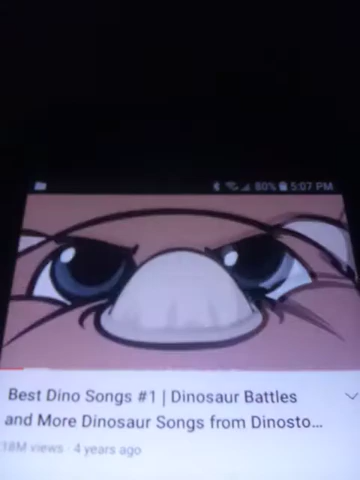 80% 5:07 PM
Best Dino Songs #1 | Dinosaur Battles
and More Dinosaur Songs from Dinosto...
18M views · 4 years ago